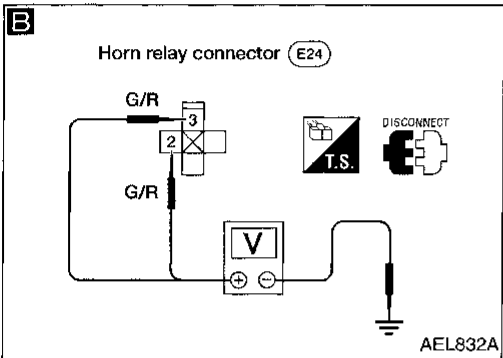 B
Horn relay connector E24
G/R
3
2
G/R
T.S.
DISCONNECT
V
+ −
AEL832A